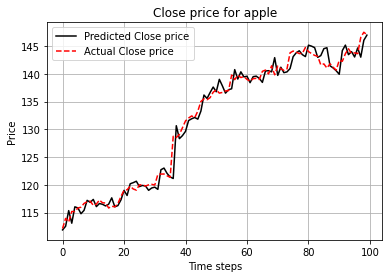 Close price for apple
Predicted Close price
Actual Close price
Price
145
140
135
130
125
120
115
0
20
40
60
80
100
Time steps